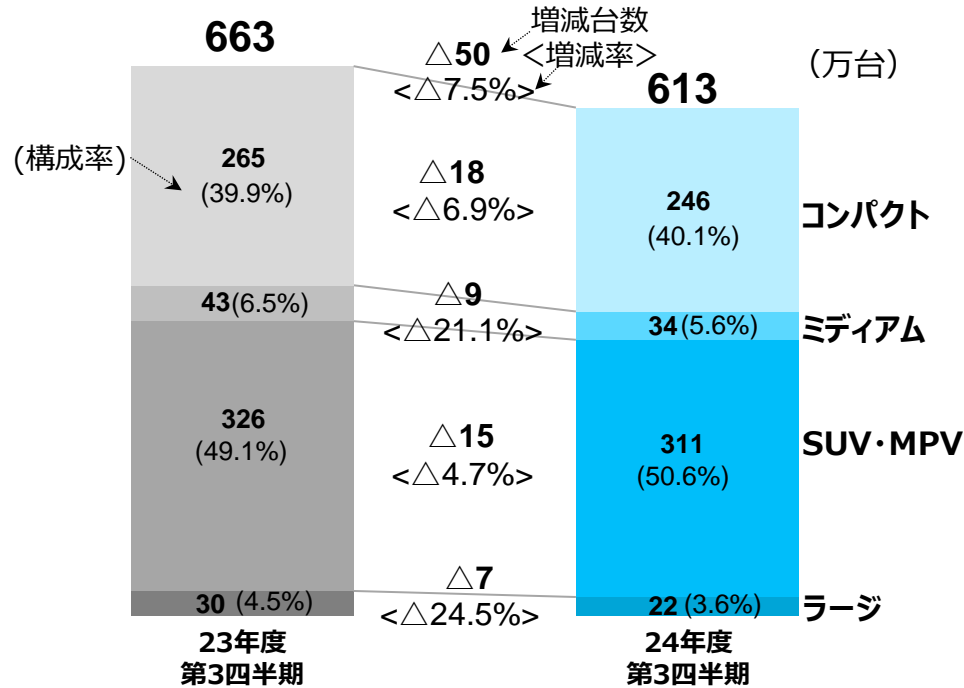 663
△50
<△7.5%>
増減台数
<増減率>
613
(万台)
(構成率)
265
(39.9%)
△18
<△6.9%>
246
(40.1%)
コンパクト
43(6.5%)
△9
<△21.1%>
34(5.6%)
ミディアム
326
(49.1%)
△15
<△4.7%>
311
(50.6%)
SUV・MPV
30 (4.5%)
△7
<△24.5%>
22(3.6%)
ラージ
23年度
第3四半期
24年度
第3四半期